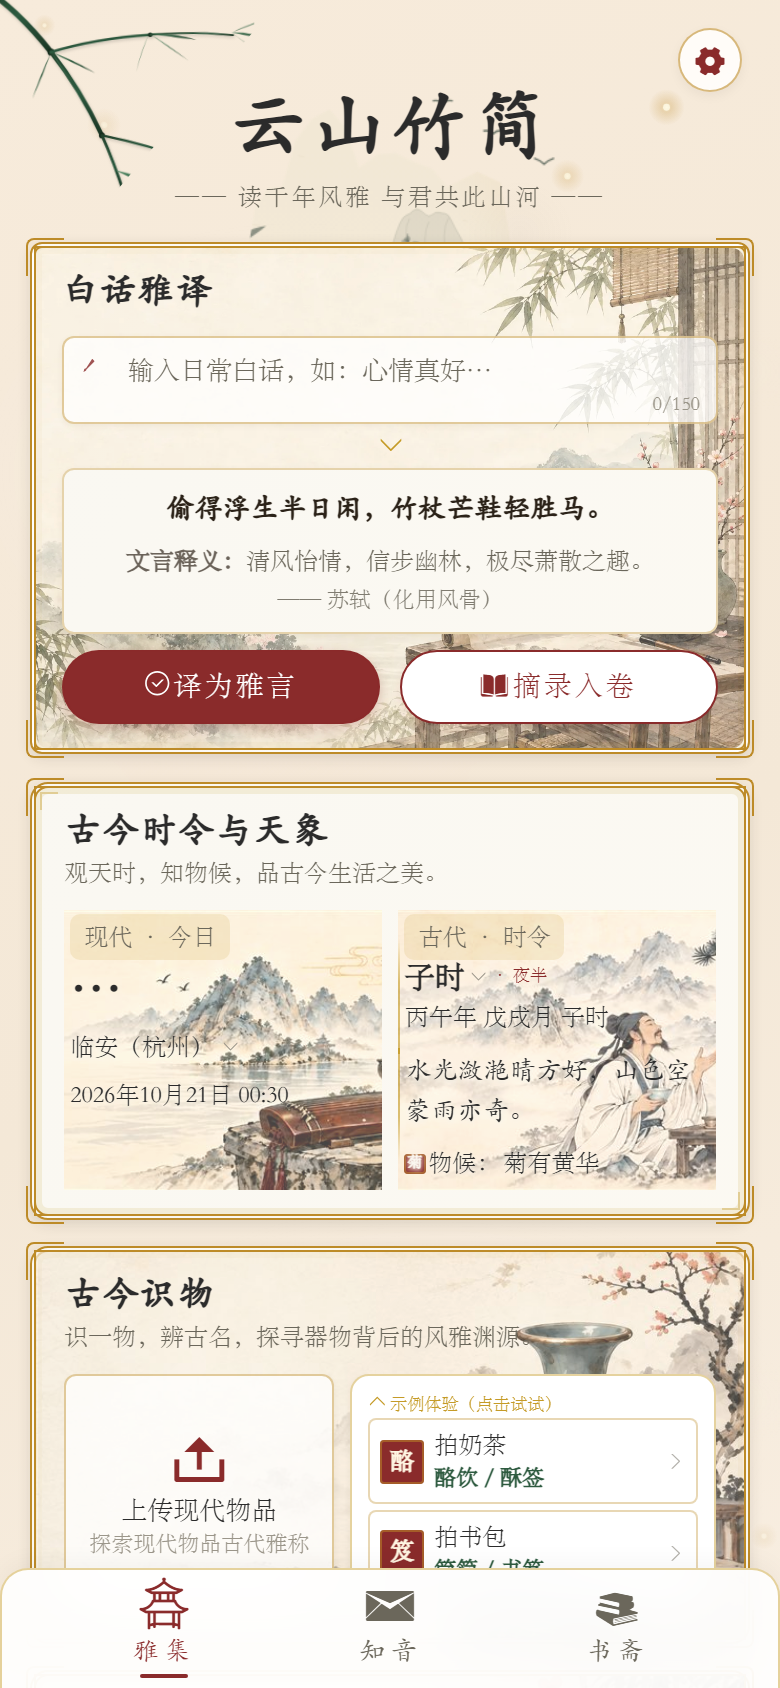 云山竹简
—— 读千年风雅 与君共此山河 ——
白话雅译
输入日常白话，如：心情真好…
0/150
偷得浮生半日闲，竹杖芒鞋轻胜马。
文言释义：清风怡情，信步幽林，极尽萧散之趣。
—— 苏轼（化用风骨）
译为雅言
摘录入卷
古今时令与天象
观天时，知物候，品古今生活之美。
现代 · 今日
...
临安（杭州）
2026年10月21日 00:30
古代 · 时令
子时 · 夜半
丙午年 戊戌月 子时
水光潋滟晴方好，山色空
蒙雨亦奇。
菊 物候： 菊有黄华
古今识物
识一物，辨古名，探寻器物背后的风雅渊源。
上传现代物品
探索现代物品古代雅称
示例体验（点击试试）
酪
拍奶茶
酪饮 / 酥签
笈
拍书包
雅集
知音
书斋